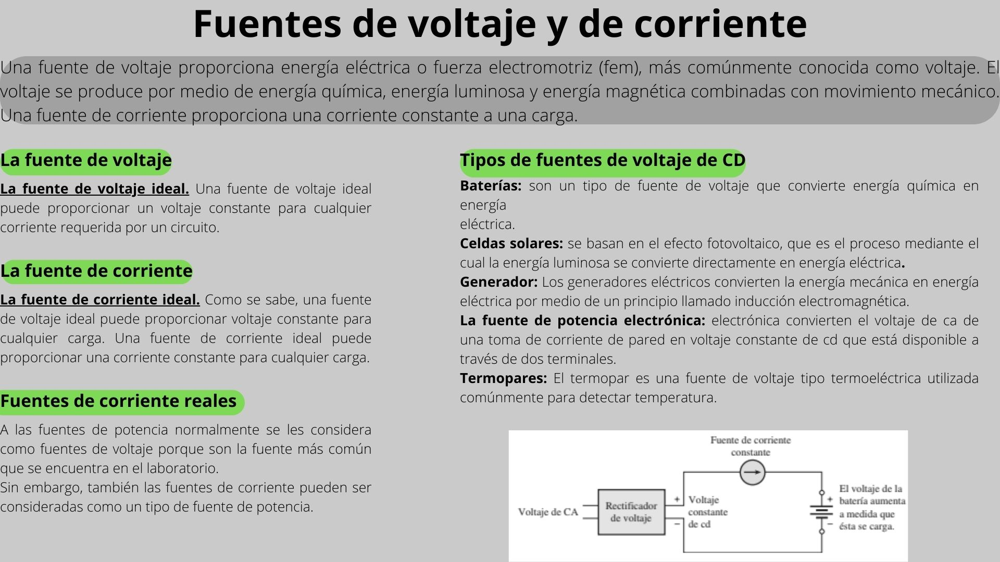 Fuentes de voltaje y de corriente
Una fuente de voltaje proporciona energía eléctrica o fuerza electromotriz (fem), más comúnmente conocida como voltaje. El
voltaje se produce por medio de energía química, energía luminosa y energía magnética combinadas con movimiento mecánico.
Una fuente de corriente proporciona una corriente constante a una carga.
La fuente de voltaje
La fuente de voltaje ideal. Una fuente de voltaje ideal
puede proporcionar un voltaje constante para cualquier
corriente requerida por un circuito.
La fuente de corriente
La fuente de corriente ideal. Como se sabe, una fuente
de voltaje ideal puede proporcionar voltaje constante para
cualquier carga. Una fuente de corriente ideal puede
proporcionar una corriente constante para cualquier carga.
Fuentes de corriente reales
A las fuentes de potencia normalmente se les considera
como fuentes de voltaje porque son la fuente más común
que se encuentra en el laboratorio.
Sin embargo, también las fuentes de corriente pueden ser
consideradas como un tipo de fuente de potencia.
Tipos de fuentes de voltaje de CD
Baterías: son un tipo de fuente de voltaje que convierte energía química en
energía
eléctrica.
Celdas solares: se basan en el efecto fotovoltaico, que es el proceso mediante el
cual la energía luminosa se convierte directamente en energía eléctrica.
Generador: Los generadores eléctricos convierten la energía mecánica en energía
eléctrica por medio de un principio llamado inducción electromagnética.
La fuente de potencia electrónica: electrónica convierten el voltaje de ca de
una toma de corriente de pared en voltaje constante de cd que está disponible a
través de dos terminales.
Termopares: El termopar es una fuente de voltaje tipo termoeléctrica utilizada
comúnmente para detectar temperatura.
Fuente de corriente
constante
Voltaje de CA
Rectificador
de voltaje
+
Voltaje
constante
de cd
−
+
−
El voltaje de la
batería aumenta
a medida que
ésta se carga.